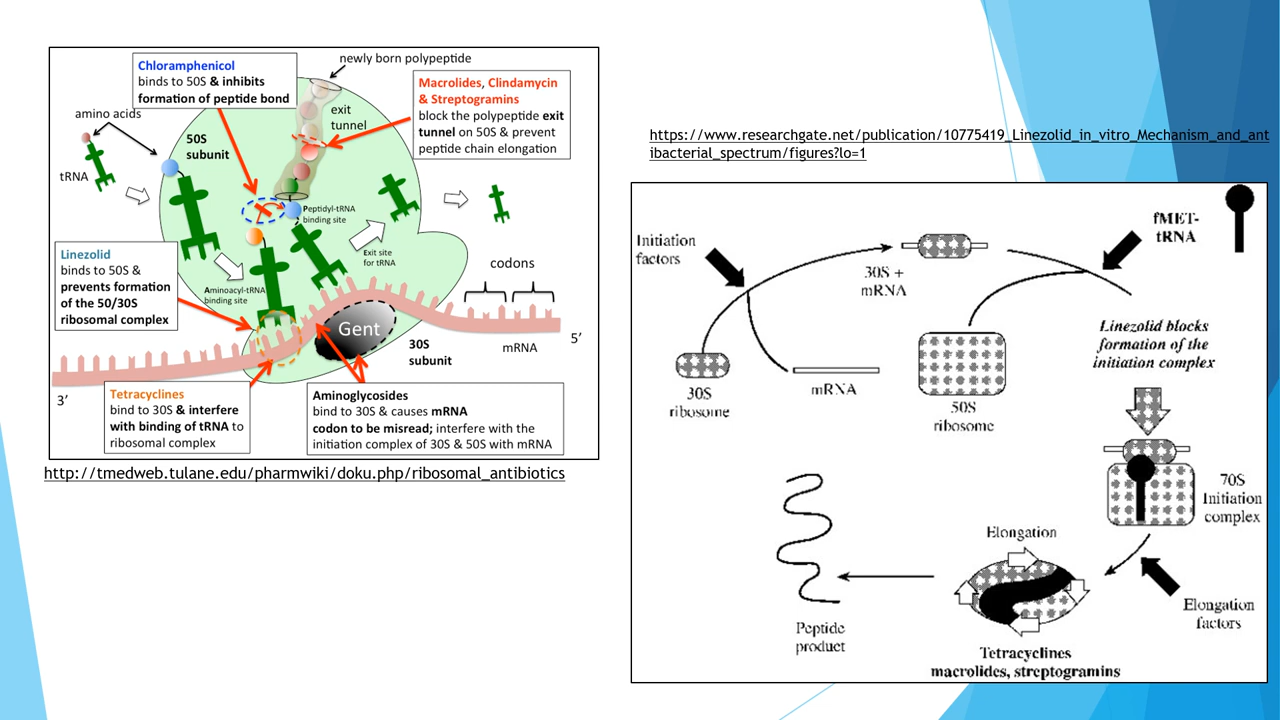 newly born polypeptide
Chloramphenicol
binds to 50S & inhibits
formation of peptide bond
Macrolides, Clindamycin
& Streptogramins
block the polypeptide exit
tunnel on 50S & prevent
peptide chain elongation
amino acids
exit
tunnel
50S
subunit
tRNA
Peptidyl-tRNA
binding site
Exit site
for tRNA
Linezolid
binds to 50S &
prevents formation
of the 50/30S
ribosomal complex
Aminoacyl-tRNA
binding site
codons
Gent
30S
subunit
mRNA
5’
3’
Tetracyclines
bind to 30S & interfere
with binding of tRNA to
ribosomal complex
Aminoglycosides
bind to 30S & causes mRNA
codon to be misread; interfere with the
initiation complex of 30S & 50S with mRNA
http://tmedweb.tulane.edu/pharmwiki/doku.php/ribosomal_antibiotics
https://www.researchgate.net/publication/10775419_Linezolid_in_vitro_Mechanism_and_ant
ibacterial_spectrum/figures?lo=1
Initiation
factors
30S +
mRNA
fMET-
tRNA
30S
ribosome
mRNA
50S
ribosome
Linezolid blocks
formation of the
initiation complex
70S
Initiation
complex
Elongation
Elongation
factors
Peptide
product
Tetracyclines
macrolides, streptogramins